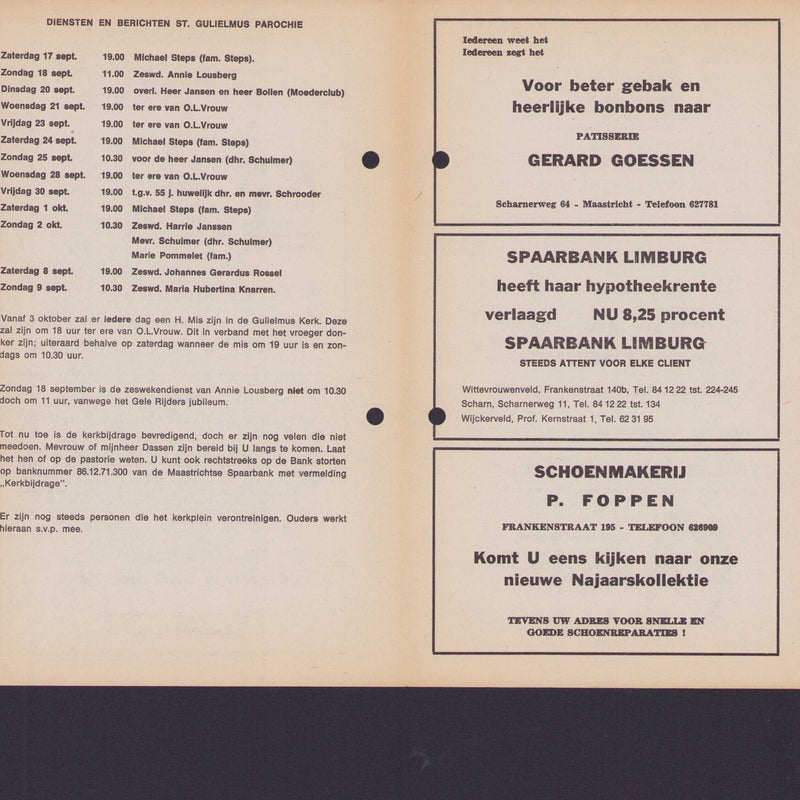 DIENSTEN EN BERICHTEN ST. GULIELMUS PAROCHIE
Zaterdag 17 sept. 19.00 Michael Steps (fam. Steps).
Zondag 18 sept. 11.00 Zeswd. Annie Lousberg
Dinsdag 20 sept. 19.00 overl. Heer Jansen en heer Bollen (Moederclub)
Woensdag 21 sept. 19.00 ter ere van O.L.Vrouw
Vrijdag 23 sept. 19.00 ter ere van O.L.Vrouw
Zaterdag 24 sept. 19.00 Michael Steps (fam. Steps)
Zondag 25 sept. 10.30 voor de heer Jansen (dhr. Schulmer)
Woensdag 28 sept. 19.00 ter ere van O.L.Vrouw
Vrijdag 30 sept. 19.00 t.g.v. 55 j. huwelijk dhr. en mevr. Schrooder
Zaterdag 1 okt. 19.00 Michael Steps (fam. Steps)
Zondag 2 okt. 10.30 Zeswd. Harrie Janssen
Mevr. Schulmer (dhr. Schulmer)
Marie Pommelet (fam.)
Zaterdag 8 sept. 19.00 Zeswd. Johannes Gerardus Rossel
Zondag 9 sept. 10.30 Zeswd. Maria Hubertina Knarren.
Vanaf 3 oktober zal er iedere dag een H. Mis zijn in de Gulielmus Kerk. Deze
zal zijn om 18 uur ter ere van O.L.Vrouw. Dit in verband met het vroeger don-
ker zijn; uiteraard behalve op zaterdag wanneer de mis om 19 uur is en zon-
dags om 10.30 uur.
Zondag 18 september is de zeswekendienst van Annie Lousberg niet om 10.30
doch om 11 uur, vanwege het Gele Rijders jubileum.
Tot nu toe is de kerkbijdrage bevredigend, doch er zijn nog velen die niet
meedoen. Mevrouw of mijnheer Dassen zijn bereid bij U langs te komen. Laat
het hen of op de pastorie weten. U kunt ook rechtstreeks op de Bank storten
op banknummer 86.12.71.300 van de Maastrichtse Spaarbank met vermelding
„Kerkbijdrage".
Er zijn nog steeds personen die het kerkplein verontreinigen. Ouders werkt
hieraan s.v.p. mee.
Iedereen weet het
Iedereen zegt het
Voor beter gebak en
heerlijke bonbons naar
PATISSERIE
GERARD GOESSEN
Scharnerweg 64 - Maastricht - Telefoon 627781
SPAARBANK LIMBURG
heeft haar hypotheekrente
verlaagd NU 8,25 procent
SPAARBANK LIMBURG
STEEDS ATTENT VOOR ELKE CLIENT
Wittevrouwenveld, Frankenstraat 140b, Tel. 84 12 22 tst. 224-245
Scharn, Scharnerweg 11, Tel. 84 12 22 tst. 134
Wijckerveld, Prof. Kernstraat 1, Tel. 62 31 95
SCHOENMAKERIJ
P. FOPPEN
FRANKENSTRAAT 195 - TELEFOON 626909
Komt U eens kijken naar onze
nieuwe Najaarskollektie
TEVENS UW ADRES VOOR SNELLE EN
GOEDE SCHOENREPARATIES !